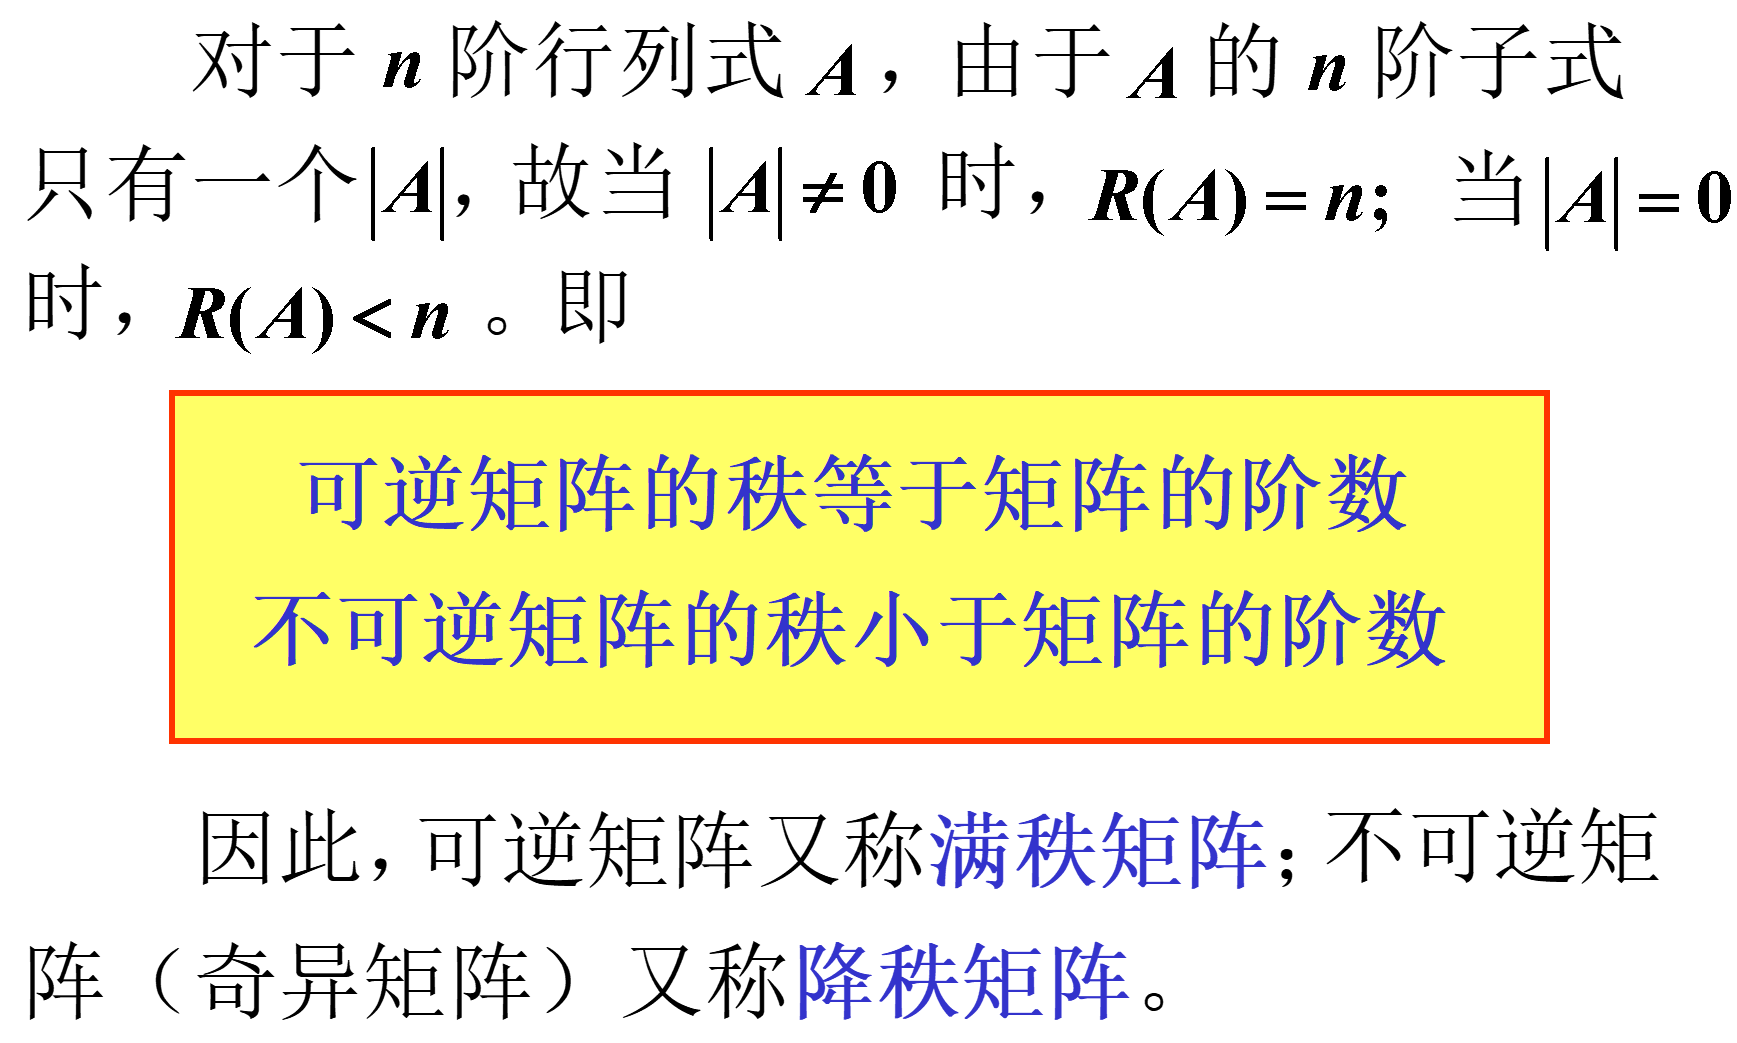 对于 n 阶行列式 A，由于 A 的 n 阶子式
只有一个|A|，故当 |A| ≠ 0 时，R(A) = n; 当|A| = 0
时，R(A) < n 。即
可逆矩阵的秩等于矩阵的阶数
不可逆矩阵的秩小于矩阵的阶数
因此，可逆矩阵又称满秩矩阵；不可逆矩
阵（奇异矩阵）又称降秩矩阵。